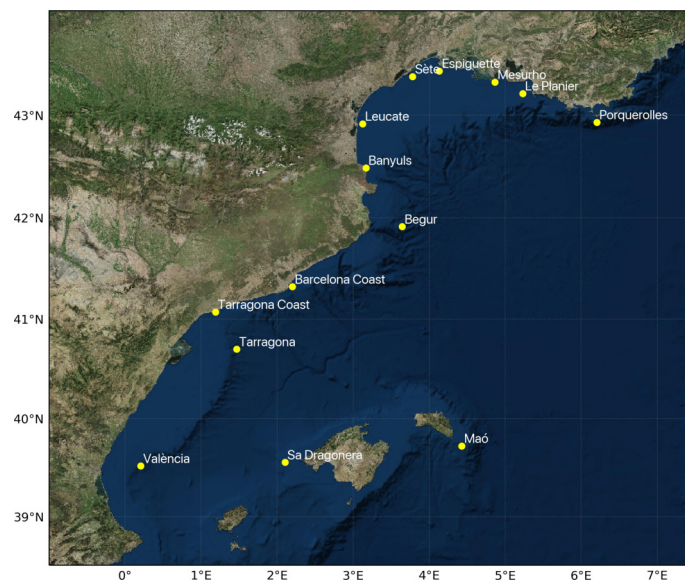 Espiguette
Sète
Mesurho
Le Planier
43°N
Leucate
Porquerolles
Banyuls
42°N
Begur
Barcelona Coast
Tarragona Coast
41°N
Tarragona
40°N
Maó
València
Sa Dragonera
39°N
0° 1°E 2°E 3°E 4°E 5°E 6°E 7°E